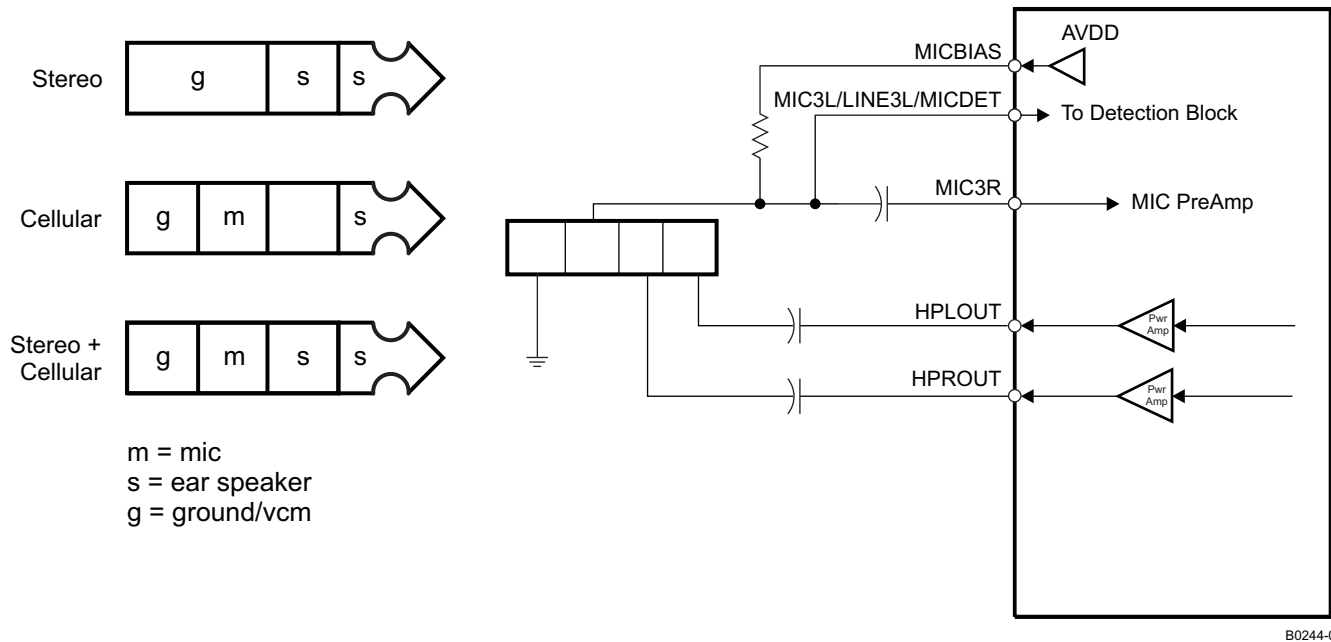 Stereo
g s s
Cellular
g m s
Stereo +
Cellular
g m s s
m = mic
s = ear speaker
g = ground/vcm
AVDD
MICBIAS
MIC3L/LINE3L/MICDET
To Detection Block
MIC3R
MIC PreAmp
HPLOUT
Pwr
Amp
HPROUT
Pwr
Amp